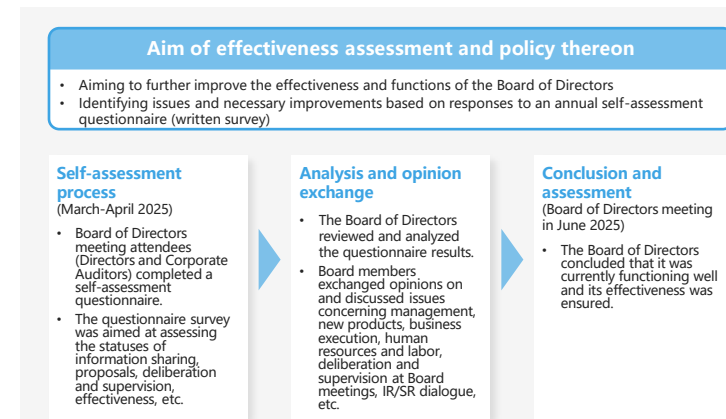 Aim of effectiveness assessment and policy thereon
• Aiming to further improve the effectiveness and functions of the Board of Directors
• Identifying issues and necessary improvements based on responses to an annual self-assessment
questionnaire (written survey)
Self-assessment
process
(March-April 2025)
• Board of Directors
meeting attendees
(Directors and Corporate
Auditors) completed a
self-assessment
questionnaire.
• The questionnaire survey
was aimed at assessing
the statuses of
information sharing,
proposals, deliberation
and supervision,
effectiveness, etc.
Analysis and opinion
exchange
• The Board of Directors
reviewed and analyzed
the questionnaire results.
• Board members
exchanged opinions on
and discussed issues
concerning management,
new products, business
execution, human
resources and labor,
deliberation and
supervision at Board
meetings, IR/SR dialogue,
etc.
Conclusion and
assessment
(Board of Directors meeting
in June 2025)
• The Board of Directors
concluded that it was
currently functioning well
and its effectiveness was
ensured.